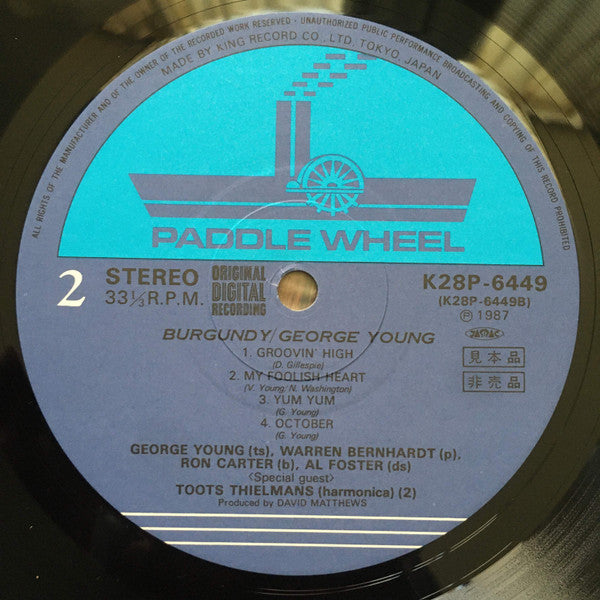 ALL RIGHTS OF THE MANUFACTURER AND OF THE OWNER OF THE RECORDED WORK RESERVED · UNAUTHORIZED PUBLIC PERFORMANCE BROADCASTING AND COPYING OF THIS RECORD PROHIBITED
MADE BY KING RECORD CO., LTD. TOKYO, JAPAN
PADDLE WHEEL
2
STEREO
33 1/3 R.P.M.
ORIGINAL
DIGITAL
RECORDING
K28P-6449
(K28P-6449B)
Ⓟ 1987
JASRAC
見本品
非売品
BURGUNDY/GEORGE YOUNG
1. GROOVIN' HIGH
(D. Gillespie)
2. MY FOOLISH HEART
(V. Young, N. Washington)
3. YUM YUM
(G. Young)
4. OCTOBER
(G. Young)
GEORGE YOUNG (ts), WARREN BERNHARDT (p),
RON CARTER (b), AL FOSTER (ds)
〈Special guest〉
TOOTS THIELMANS (harmonica) (2)
Produced by DAVID MATTHEWS